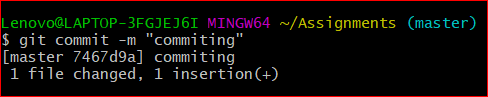 Lenovo@LAPTOP-3FGJEJ6I MINGW64 ~/Assignments (master)
$ git commit -m "commiting"
[master 7467d9a] commiting
 1 file changed, 1 insertion(+)